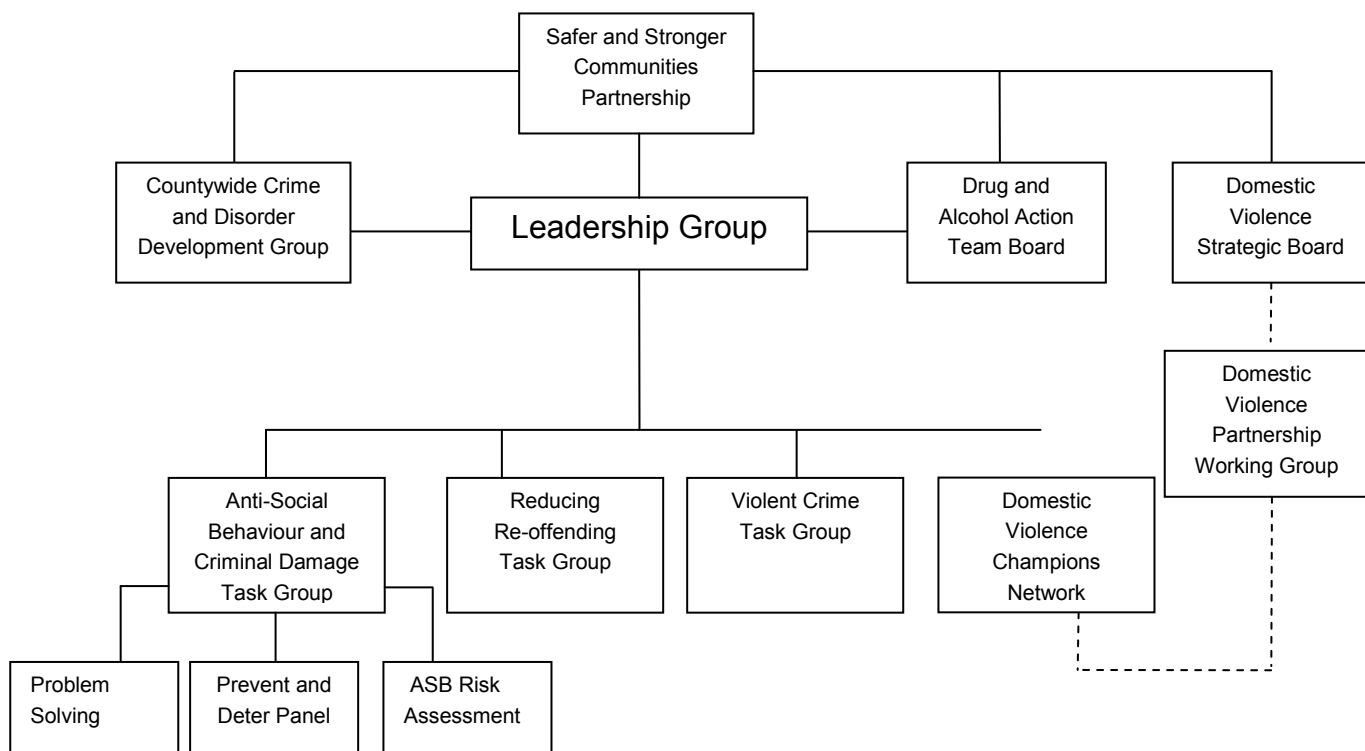 Safer and Stronger
Communities
Partnership
Countywide Crime
and Disorder
Development Group
Leadership Group
Drug and
Alcohol Action
Team Board
Domestic
Violence
Strategic Board
Domestic
Violence
Partnership
Working Group
Anti-Social
Behaviour and
Criminal Damage
Task Group
Reducing
Re-offending
Task Group
Violent Crime
Task Group
Domestic
Violence
Champions
Network
Problem
Solving
Prevent and
Deter Panel
ASB Risk
Assessment